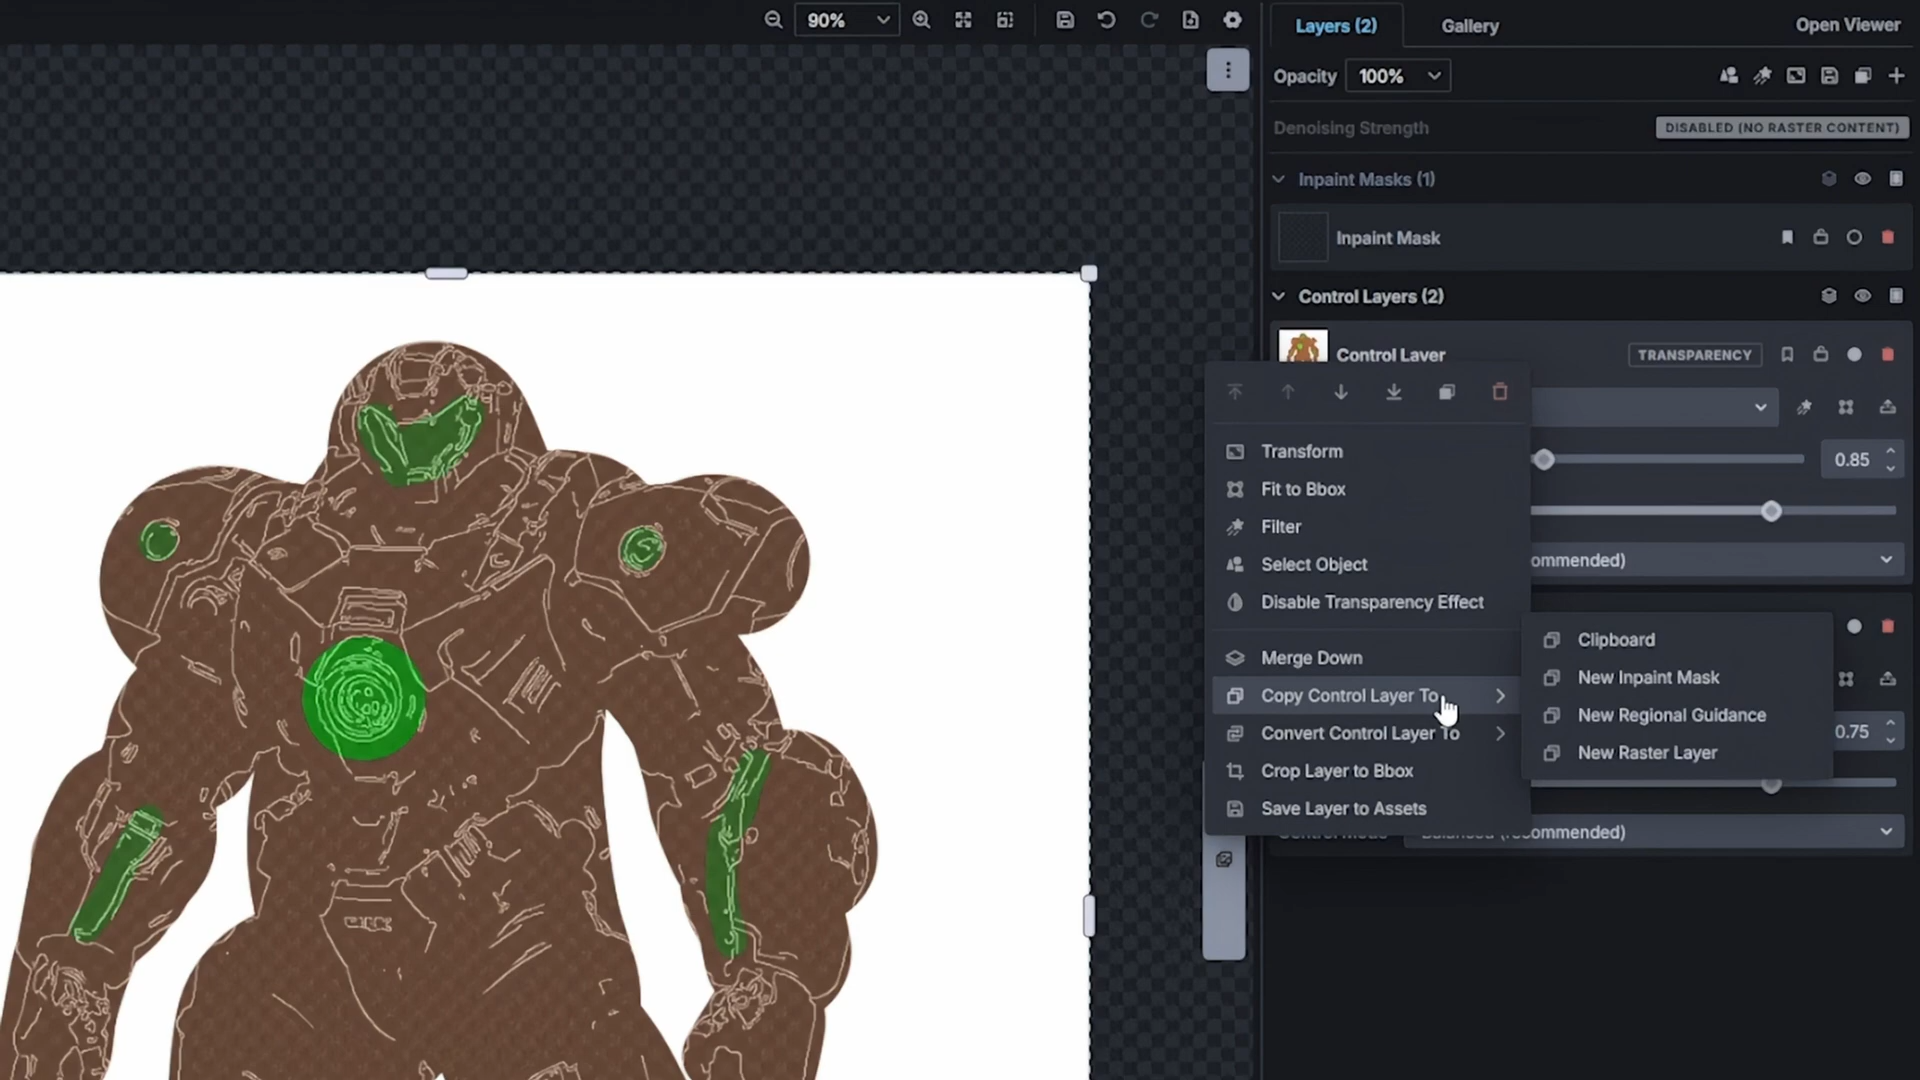 90%
Layers (2)
Gallery
Open Viewer
Opacity
100%
Denoising Strength
DISABLED (NO RASTER CONTENT)
Inpaint Masks (1)
Inpaint Mask
Control Layers (2)
Control Layer
TRANSPARENCY
Transform
0.85
Fit to Bbox
Filter
Select Object
ommended)
Disable Transparency Effect
Merge Down
Copy Control Layer To
Convert Control Layer To
Crop Layer to Bbox
Save Layer to Assets
Clipboard
New Inpaint Mask
New Regional Guidance
New Raster Layer
0.75
ommended)